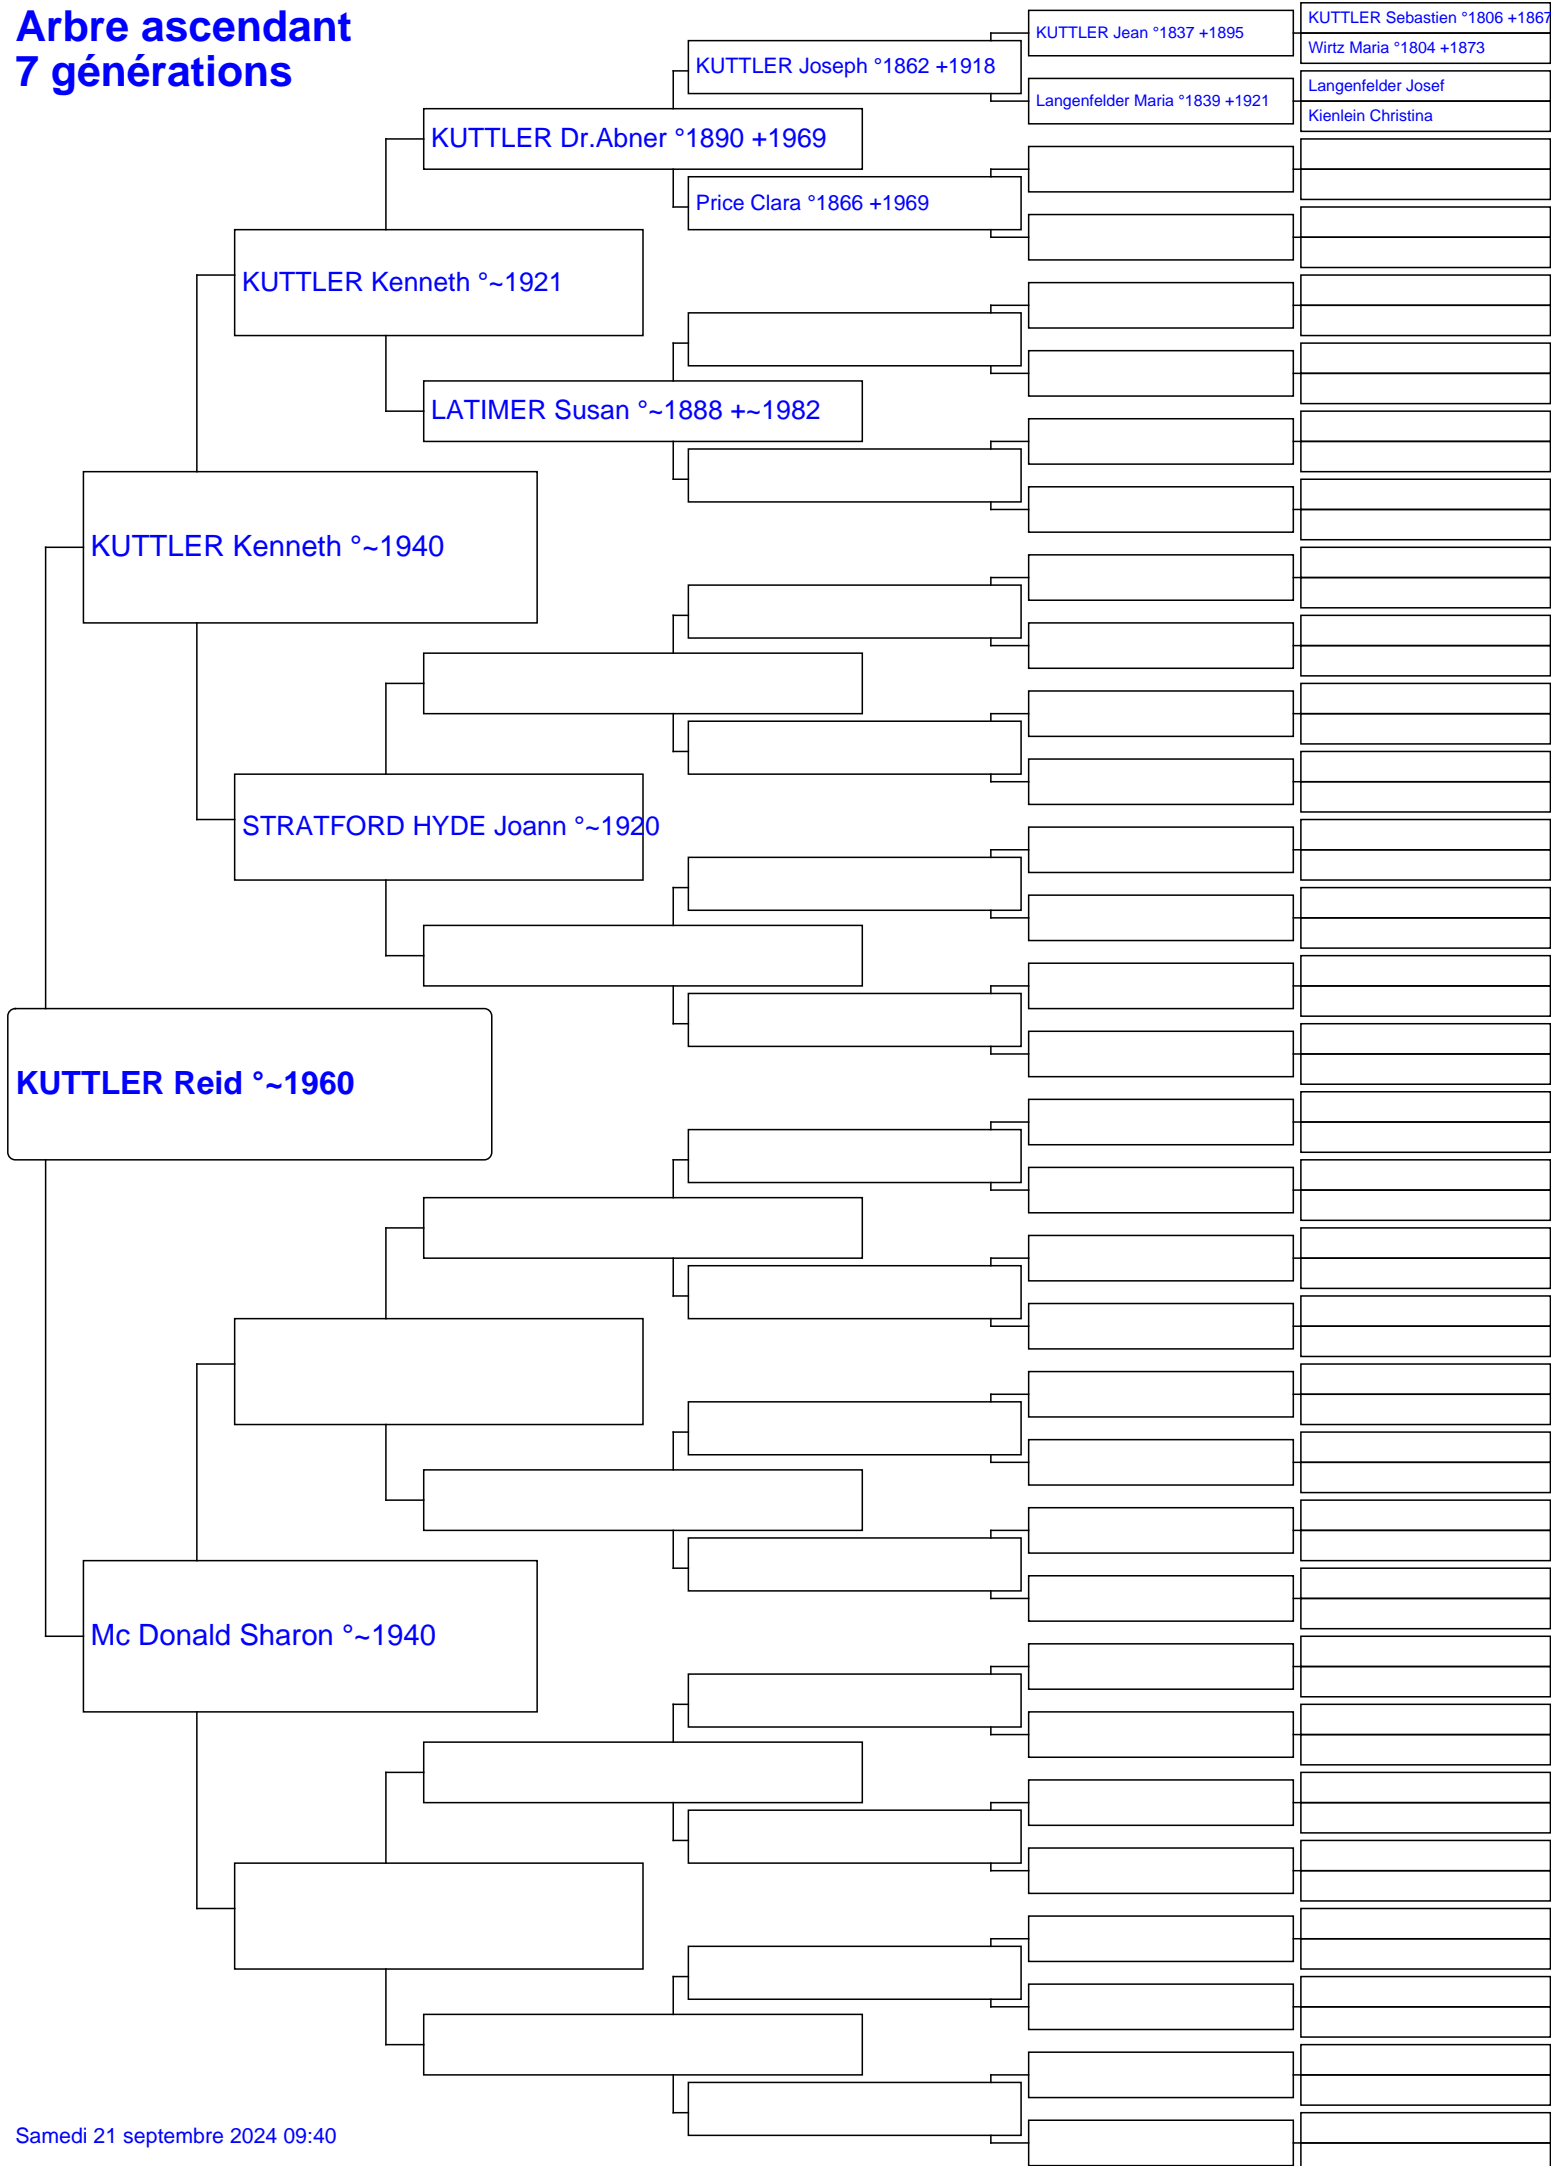 Arbre ascendant
7 générations
KUTTLER Sebastien °1806 +1867
KUTTLER Jean °1837 +1895
Wirtz Maria °1804 +1873
KUTTLER Joseph °1862 +1918
Langenfelder Josef
Langenfelder Maria °1839 +1921
Kienlein Christina
KUTTLER Dr.Abner °1890 +1969
Price Clara °1866 +1969
KUTTLER Kenneth °~1921
LATIMER Susan °~1888 +~1982
KUTTLER Kenneth °~1940
STRATFORD HYDE Joann °~1920
KUTTLER Reid °~1960
Mc Donald Sharon °~1940
Samedi 21 septembre 2024 09:40